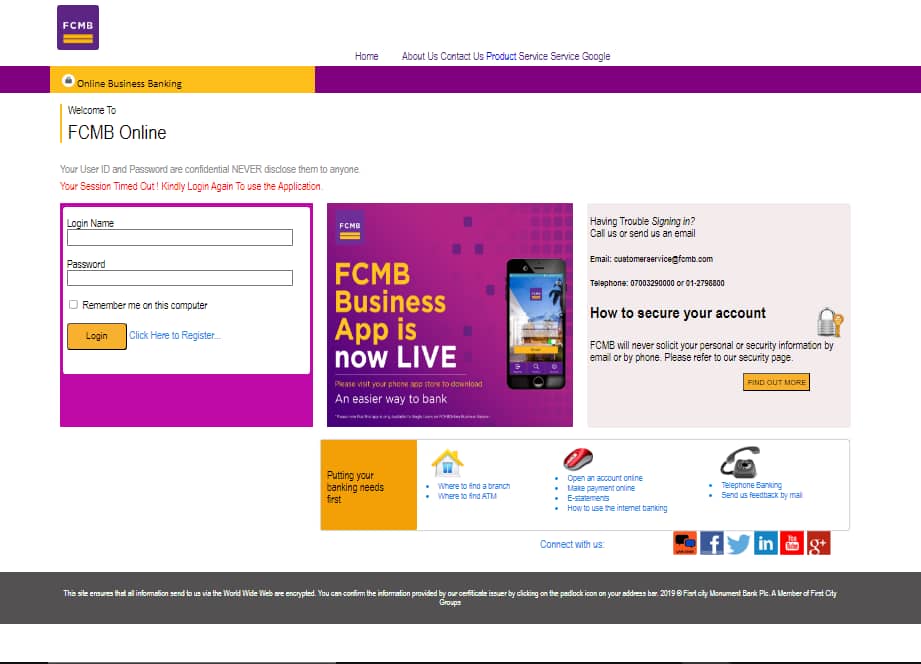 FCMB
Home About Us Contact Us Product Service Service Google
Online Business Banking
Welcome To
FCMB Online
Your User ID and Password are confidential NEVER disclose them to anyone.
Your Session Timed Out ! Kindly Login Again To use the Application.
Login Name
Password
Remember me on this computer
Login Click Here to Register...
FCMB
FCMB
Business
App is
now LIVE
Please visit your phone app store to download
An easier way to bank
Having Trouble Signing in?
Call us or send us an email
Email: customerservice@fcmb.com
Telephone: 07003290000 or 01-2798800
How to secure your account
FCMB will never solicit your personal or security information by
email or by phone. Please refer to our security page.
FIND OUT MORE
Putting your
banking needs
first
Where to find a branch
Where to find ATM
Open an account online
Make payment online
E-statements
How to use the internet banking
Telephone Banking
Send us feedback by mail
Connect with us:
f
in
You
Tube
g+
This site ensures that all information send to us via the World Wide Web are encrypted. You can confirm the information provided by our cerfificate issuer by clicking on the padlock icon on your address bar. 2019 © Fisrt city Monument Bank Plc. A Member of First City
Groups